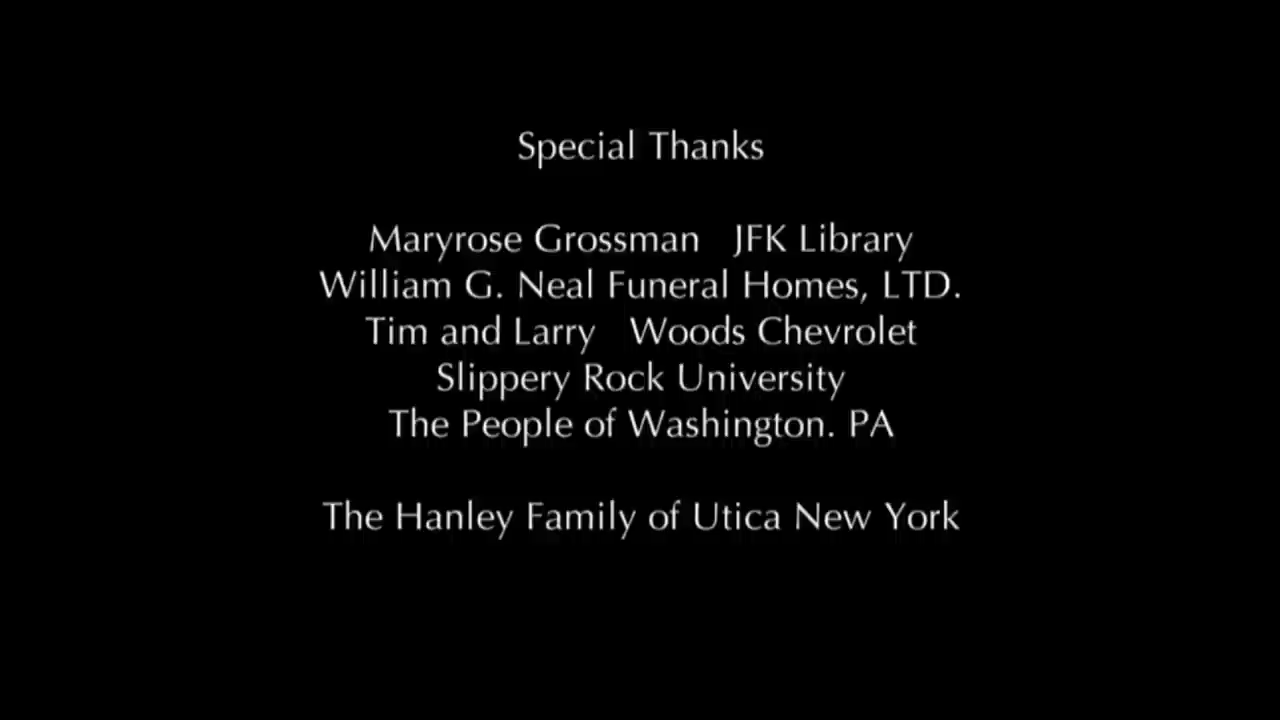 Special Thanks
Maryrose Grossman JFK Library
William G. Neal Funeral Homes, LTD.
Tim and Larry Woods Chevrolet
Slippery Rock University
The People of Washington. PA
The Hanley Family of Utica New York